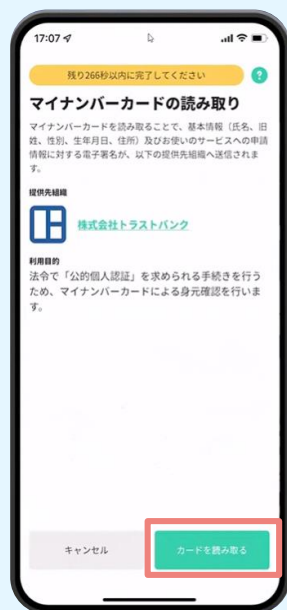 17:07
残り266秒以内に完了してください
?
マイナンバーカードの読み取り
マイナンバーカードを読み取ることで、基本情報（氏名、旧
姓、性別、生年月日、住所）及びお使いのサービスへの申請
情報に対する電子署名が、以下の提供先組織へ送信されま
す。
提供先組織
株式会社トラストバンク
利用目的
法令で「公的個人認証」を求められる手続きを行う
ため、マイナンバーカードによる身元確認を行いま
す。
キャンセル
カードを読み取る